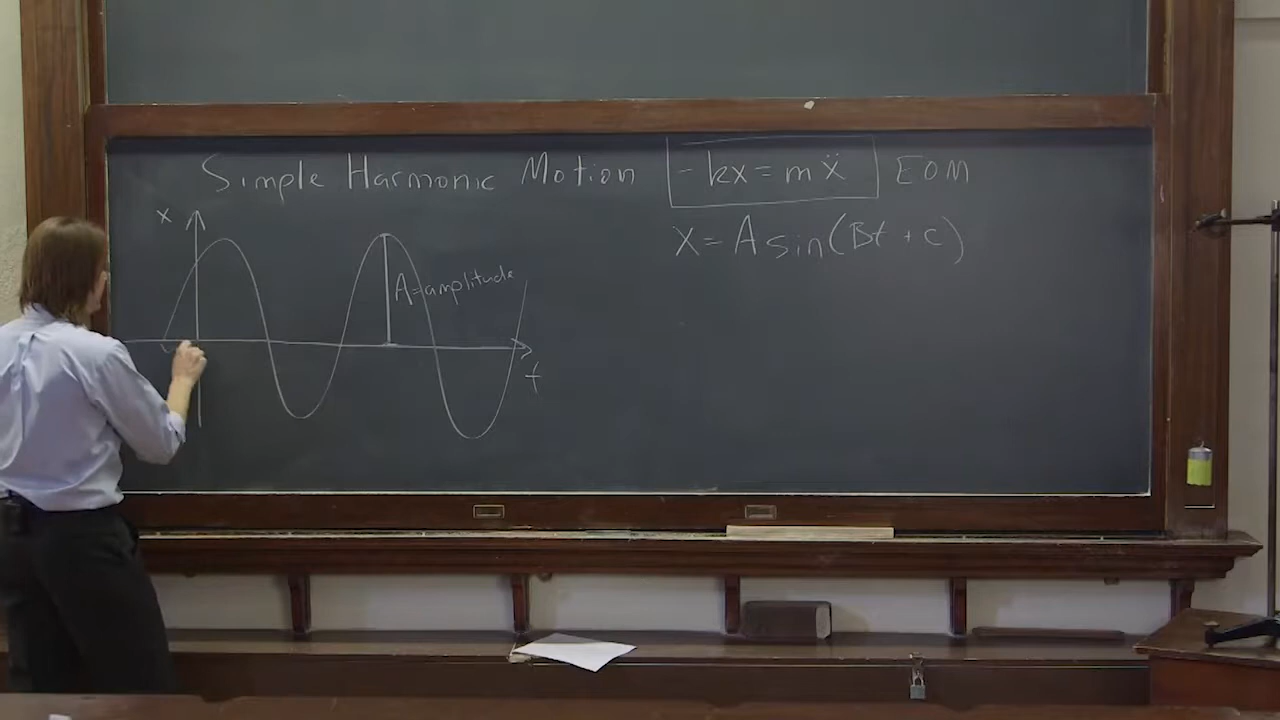 Simple Harmonic Motion
-kx = mẍ EOM
x = A sin(Bt + c)
x
A = amplitude
t